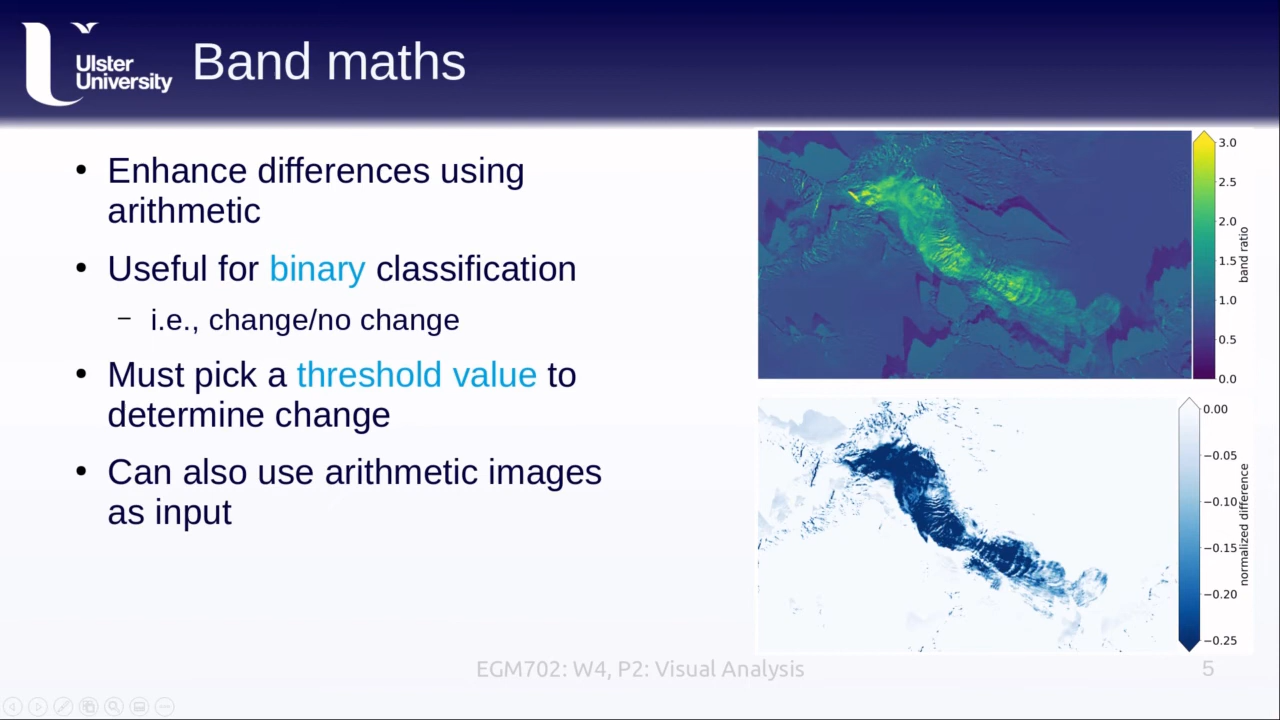 Ulster
University
Band maths
• Enhance differences using
arithmetic
• Useful for binary classification
– i.e., change/no change
• Must pick a threshold value to
determine change
• Can also use arithmetic images
as input
3.0
2.5
2.0
1.5
1.0
0.5
0.0
band ratio
0.00
−0.05
−0.10
−0.15
−0.20
−0.25
normalized difference
EGM702: W4, P2: Visual Analysis
5